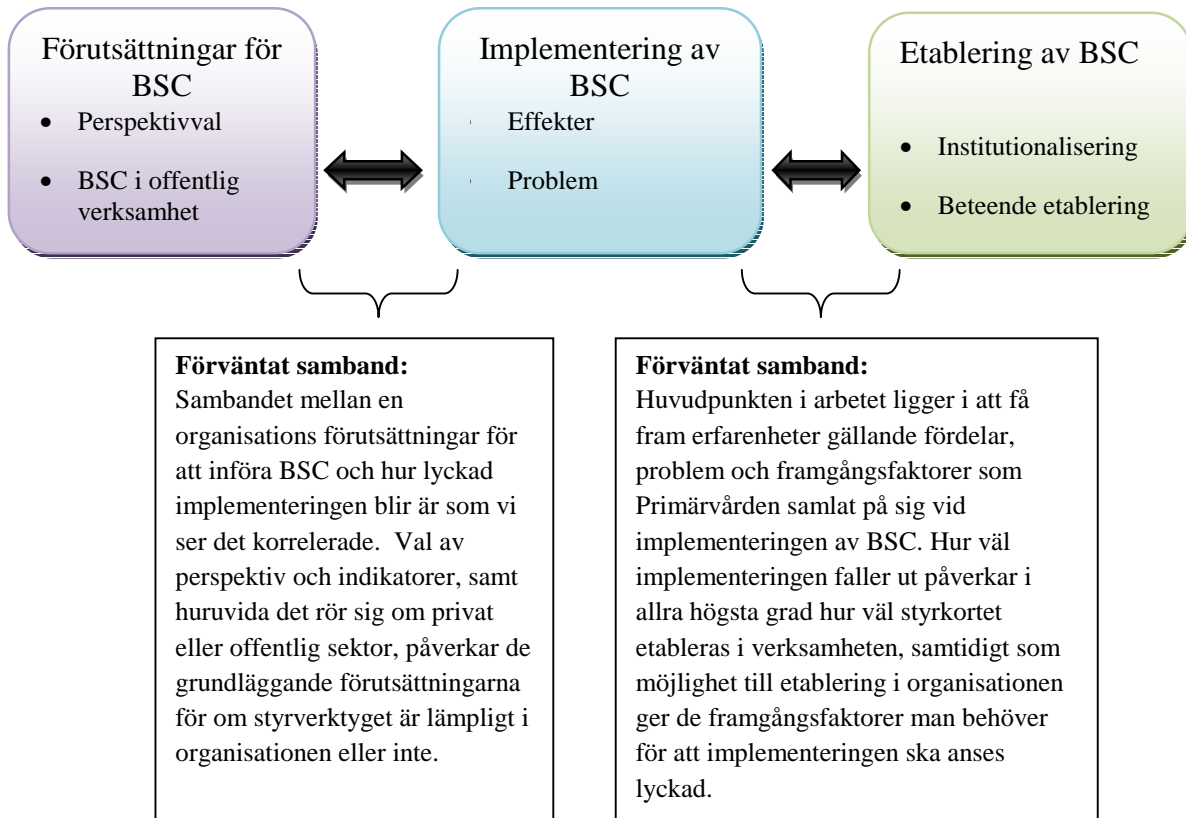 Förutsättningar för
BSC
• Perspektivval
• BSC i offentlig
verksamhet
Implementering av
BSC
Effekter
Problem
Etablering av BSC
• Institutionalisering
• Beteende etablering
Förväntat samband:
Sambandet mellan en
organisations förutsättningar för
att införa BSC och hur lyckad
implementeringen blir är som vi
ser det korrelerade. Val av
perspektiv och indikatorer, samt
huruvida det rör sig om privat
eller offentlig sektor, påverkar de
grundläggande förutsättningarna
för om styrverktyget är lämpligt i
organisationen eller inte.
Förväntat samband:
Huvudpunkten i arbetet ligger i att få
fram erfarenheter gällande fördelar,
problem och framgångsfaktorer som
Primärvården samlat på sig vid
implementeringen av BSC. Hur väl
implementeringen faller ut påverkar i
allra högsta grad hur väl styrkortet
etableras i verksamheten, samtidigt som
möjlighet till etablering i organisationen
ger de framgångsfaktorer man behöver
för att implementeringen ska anses
lyckad.